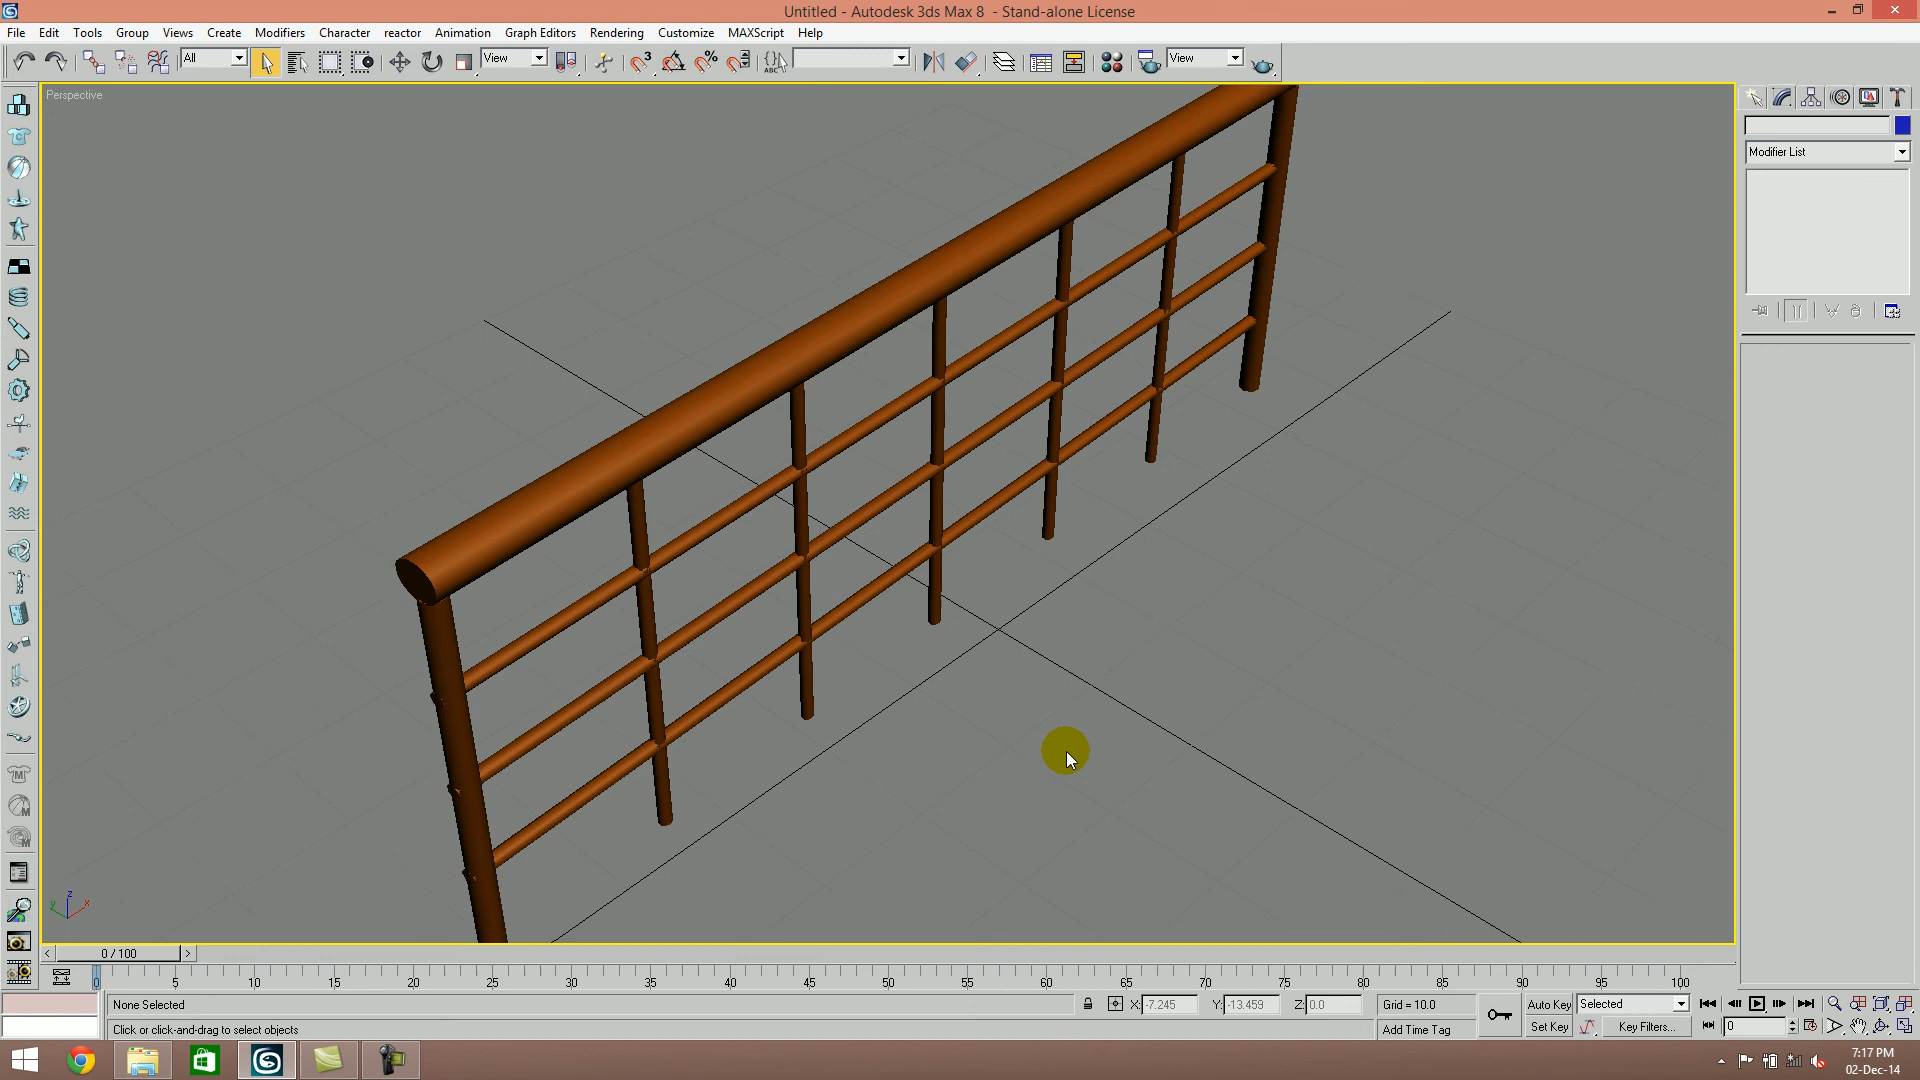 Untitled - Autodesk 3ds Max 8 - Stand-alone License
File Edit Tools Group Views Create Modifiers Character reactor Animation Graph Editors Rendering Customize MAXScript Help
All View View
Perspective
Modifier List
z
y x
0 / 100
0 5 10 15 20 25 30 35 40 45 50 55 60 65 70 75 80 85 90 95 100
None Selected X: -7.245 Y: -13.459 Z: 0.0 Grid = 10.0 Auto Key Selected
Click or click-and-drag to select objects Add Time Tag Set Key Key Filters... 0
7:17 PM
02-Dec-14